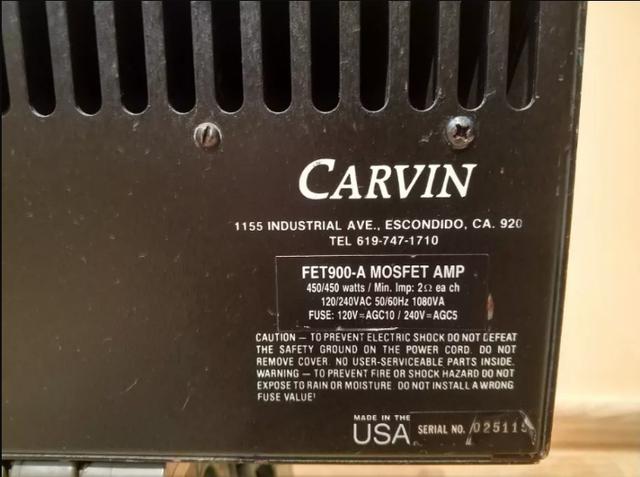 CARVIN
1155 INDUSTRIAL AVE., ESCONDIDO, CA. 920
TEL 619-747-1710
FET900-A MOSFET AMP
450/450 watts / Min. Imp: 2Ω ea ch
120/240VAC 50/60Hz 1080VA
FUSE: 120V=AGC10 / 240V=AGC5
CAUTION — TO PREVENT ELECTRIC SHOCK DO NOT DEFEAT
THE SAFETY GROUND ON THE POWER CORD. DO NOT
REMOVE COVER. NO USER-SERVICEABLE PARTS INSIDE.
WARNING — TO PREVENT FIRE OR SHOCK HAZARD DO NOT
EXPOSE TO RAIN OR MOISTURE. DO NOT INSTALL A WRONG
FUSE VALUE!
MADE IN THE
USA SERIAL NO. 025115